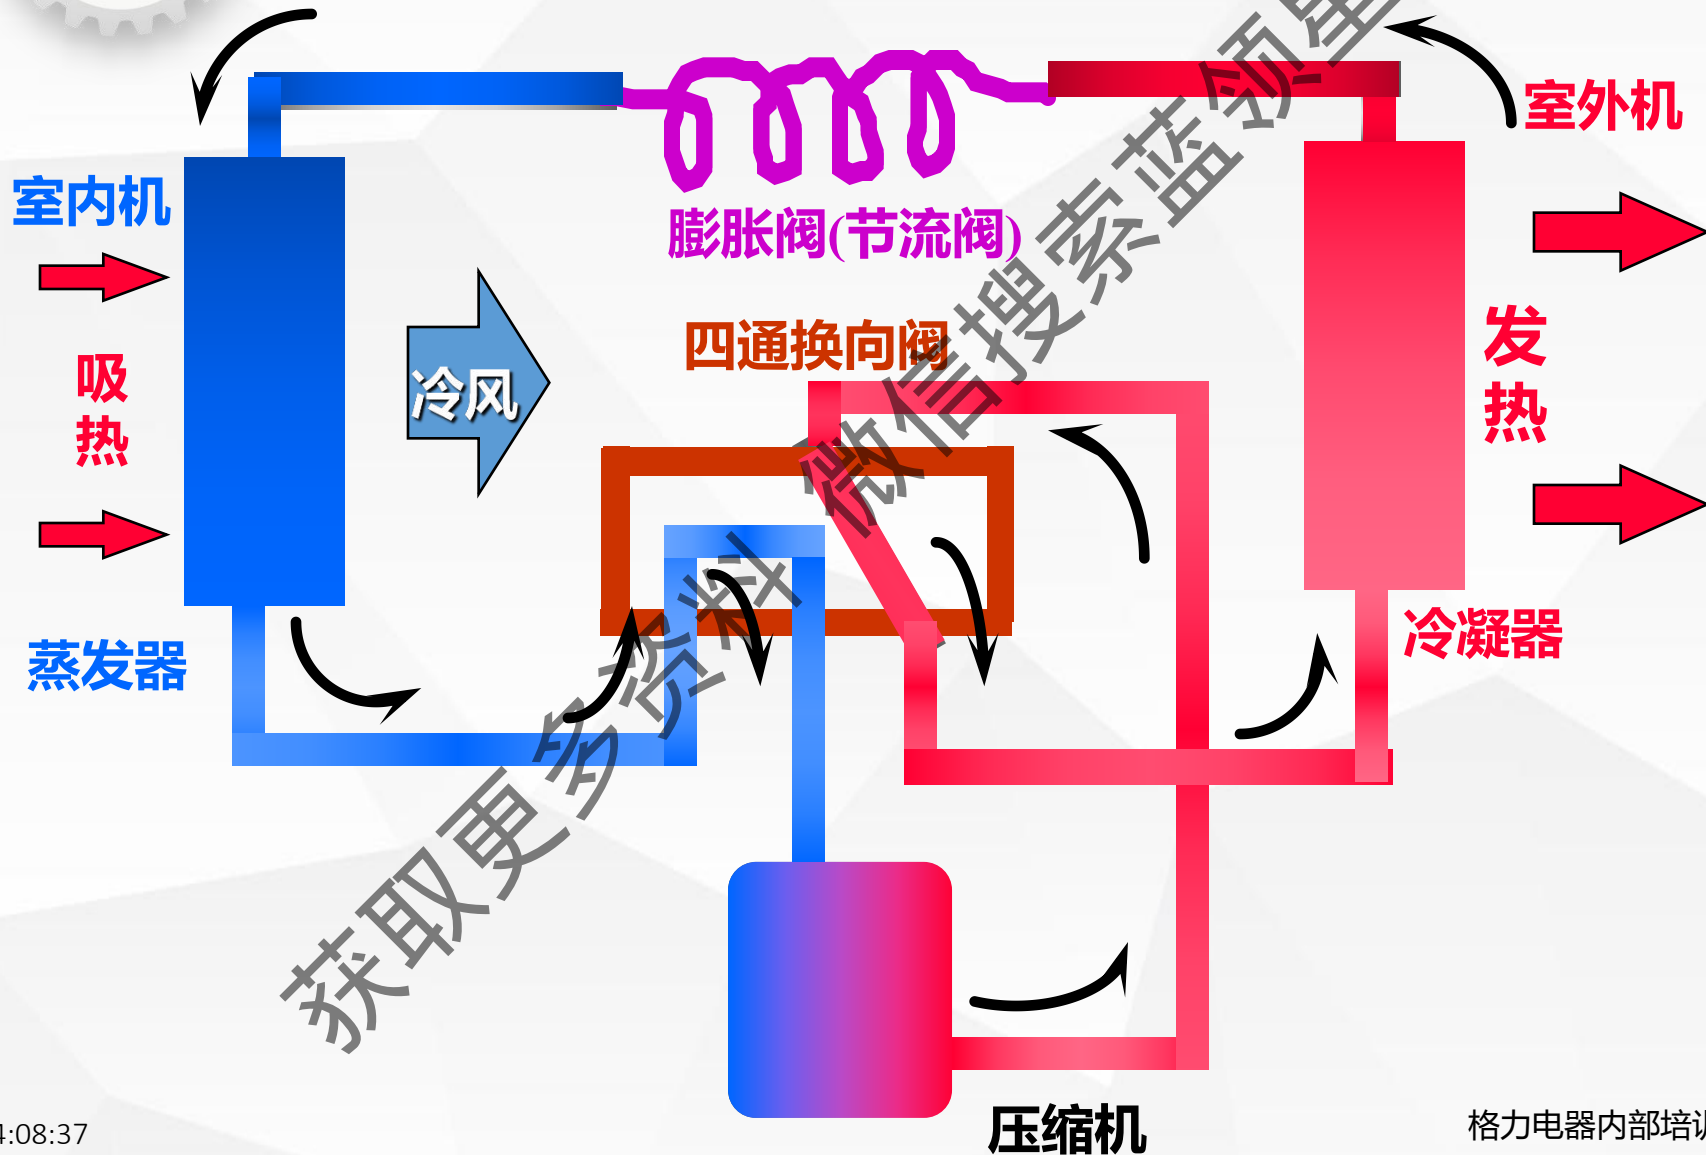 室外机
室内机
膨胀阀(节流阀)
四通换向阀
吸
热
冷风
发
热
冷凝器
蒸发器
获取更多资料 微信搜索蓝领星
压缩机
4:08:37
格力电器内部培训